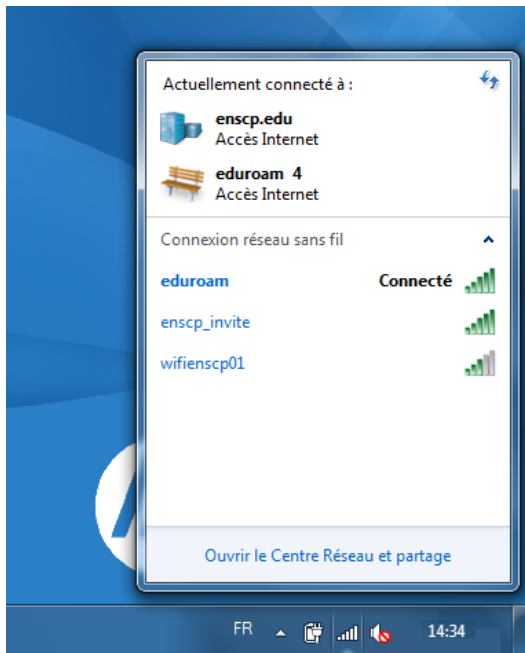 Actuellement connecté à :
enscp.edu
Accès Internet
eduroam 4
Accès Internet
Connexion réseau sans fil
eduroam Connecté
enscp_invite
wifienscp01
Ouvrir le Centre Réseau et partage
FR 14:34